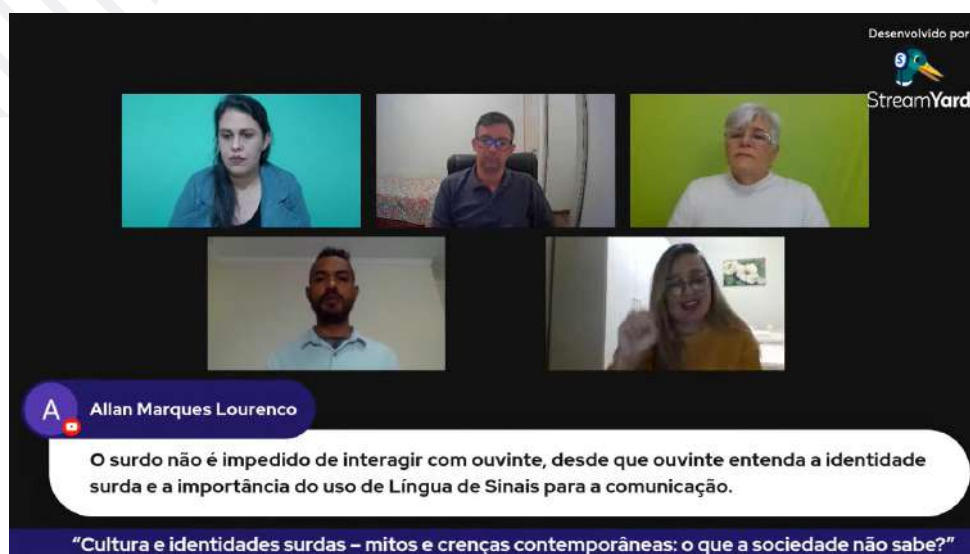 Desenvolvido por
StreamYard
A
Allan Marques Lourenco
O surdo não é impedido de interagir com ouvinte, desde que ouvinte entenda a identidade
surda e a importância do uso de Língua de Sinais para a comunicação.
“Cultura e identidades surdas – mitos e crenças contemporâneas: o que a sociedade não sabe?”